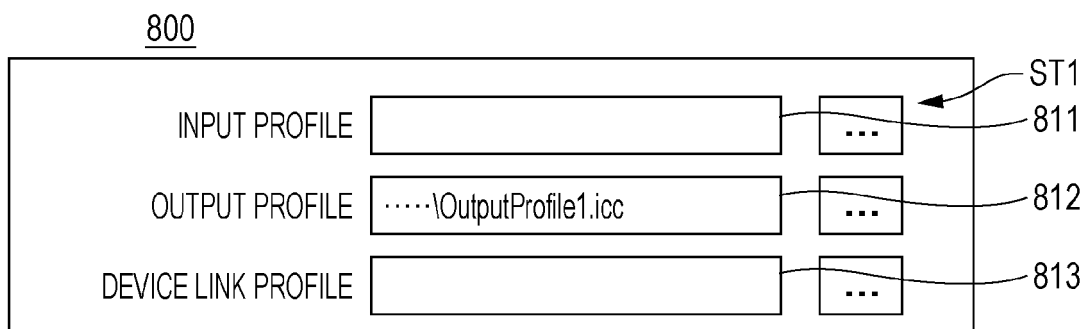 800
ST1
INPUT PROFILE ... 811
OUTPUT PROFILE ·····\OutputProfile1.icc ... 812
DEVICE LINK PROFILE ... 813